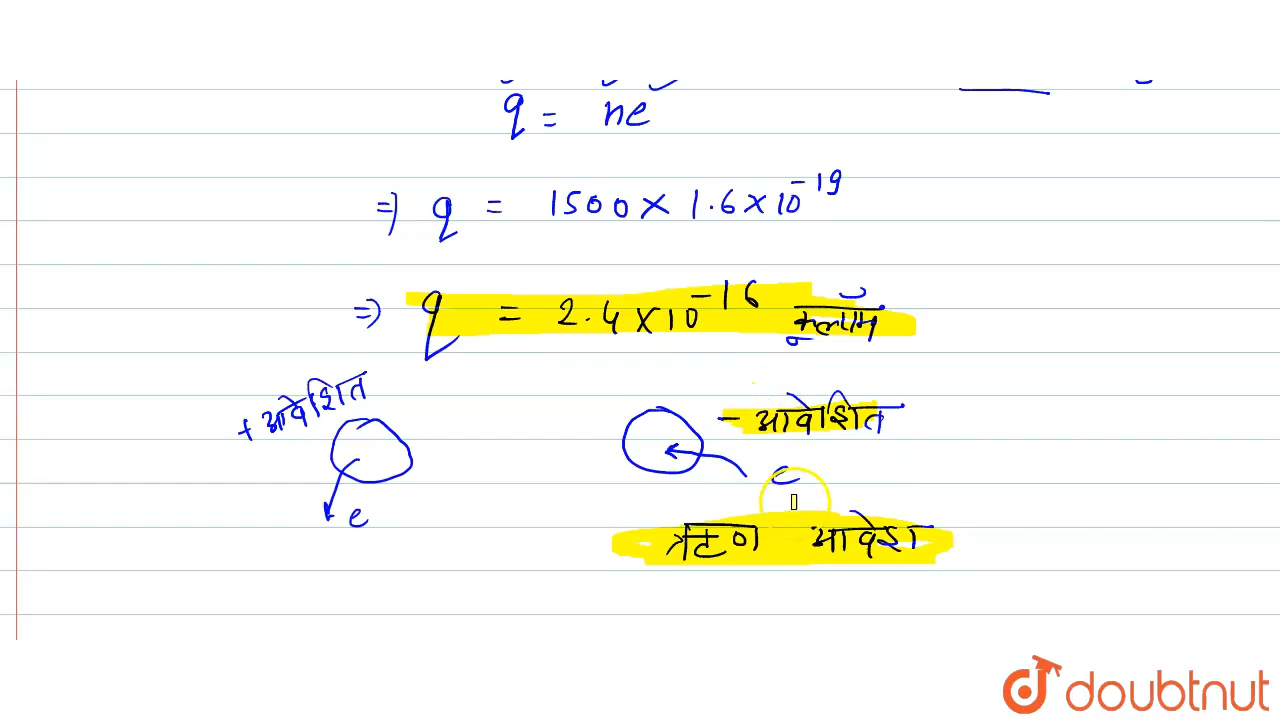 q = ne
⇒ q = 1500 × 1.6 × 10⁻¹⁹
⇒ q = 2.4 × 10⁻¹⁶ कूलॉम
+ आवेशित
- आवेशित
e
e
ऋण आवेश
doubtnut